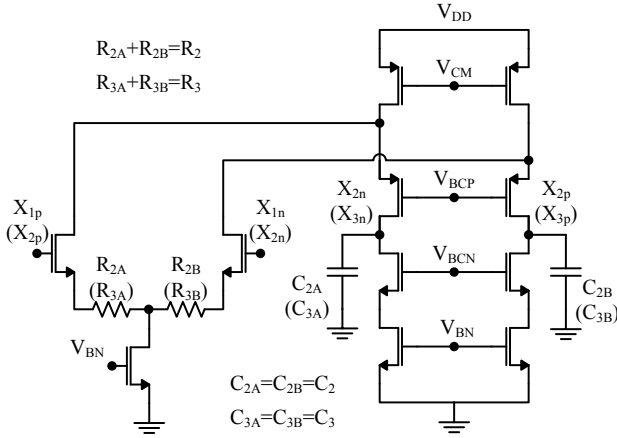 V_DD
R_2A+R_2B=R_2
R_3A+R_3B=R_3
V_CM
X_1p
(X_2p)
X_1n
(X_2n)
X_2n
(X_3n)
V_BCP
X_2p
(X_3p)
R_2A
(R_3A)
R_2B
(R_3B)
V_BCN
C_2A
(C_3A)
C_2B
(C_3B)
V_BN
V_BN
C_2A=C_2B=C_2
C_3A=C_3B=C_3